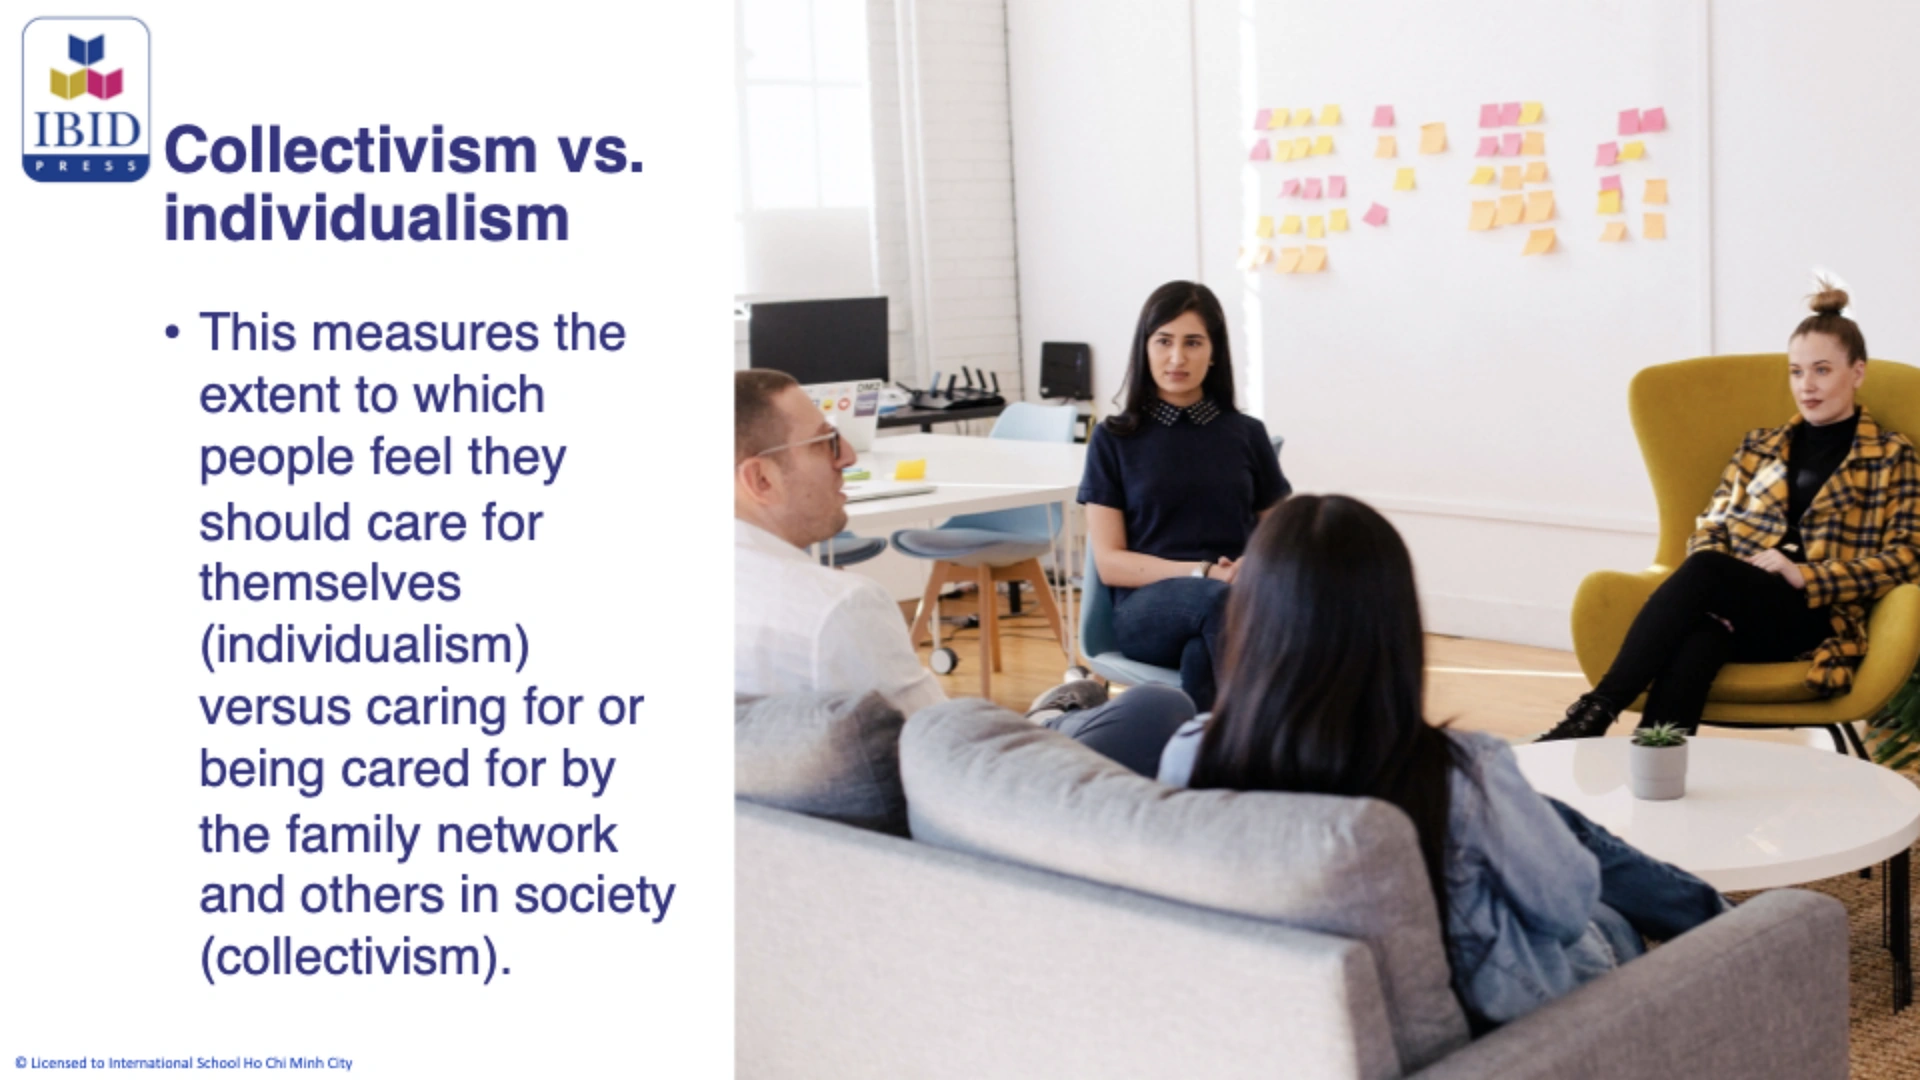 IBID
PRESS
Collectivism vs.
individualism
• This measures the
extent to which
people feel they
should care for
themselves
(individualism)
versus caring for or
being cared for by
the family network
and others in society
(collectivism).
© Licensed to International School Ho Chi Minh City